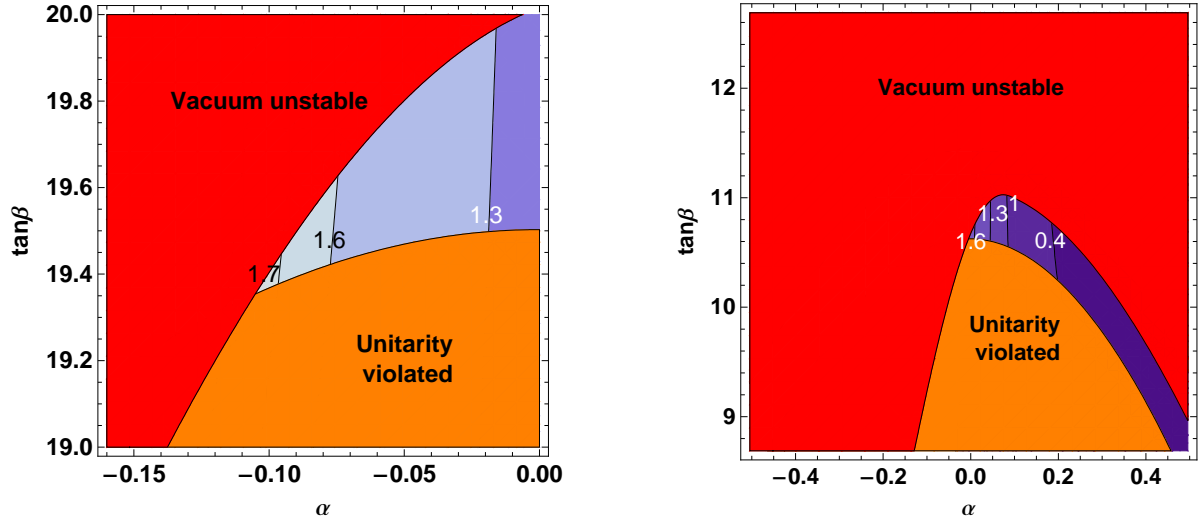 20.0
19.8
19.6
19.4
19.2
19.0
tanβ
Vacuum unstable
1.3
1.6
1.7
Unitarity
violated
−0.15
−0.10
−0.05
0.00
α
12
11
10
9
tanβ
Vacuum unstable
1
1.3
1.6
0.4
Unitarity
violated
−0.4
−0.2
0.0
0.2
0.4
α